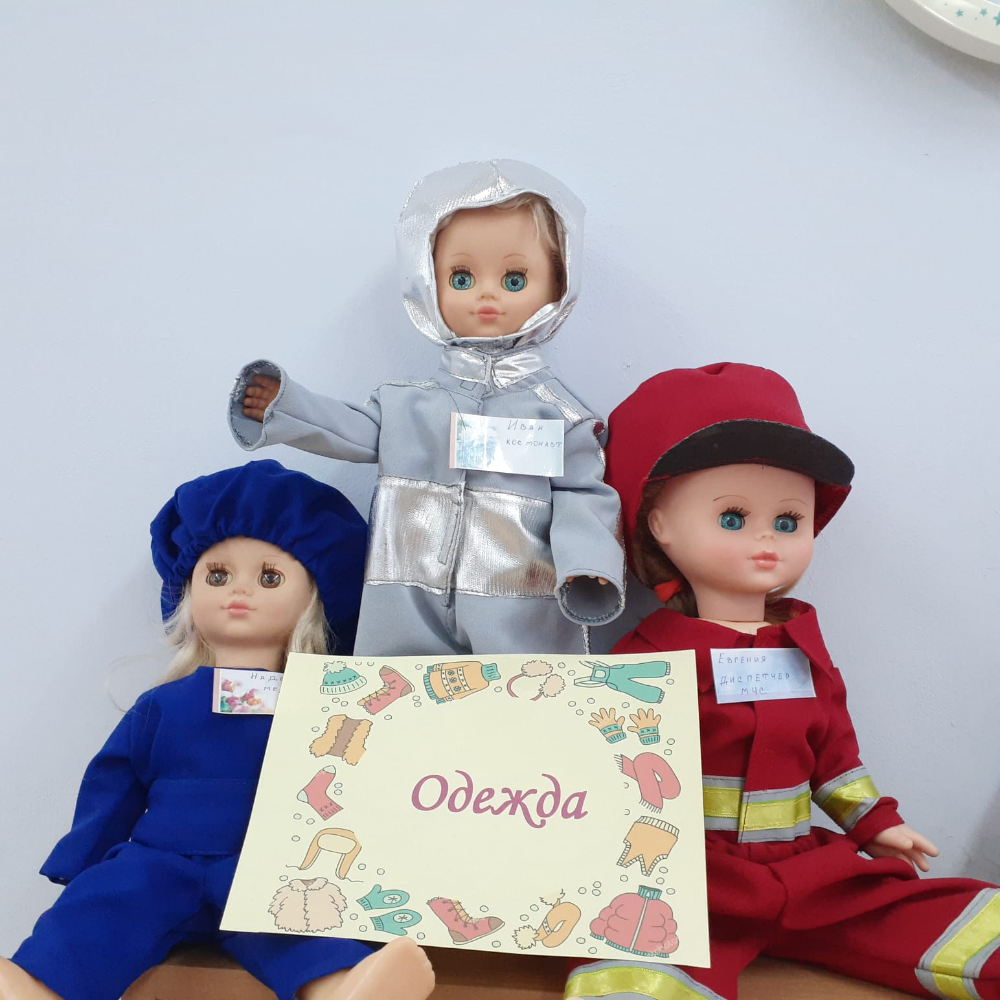 Иван
космонавт
Евгения
диспетчер
МЧС
Одежда